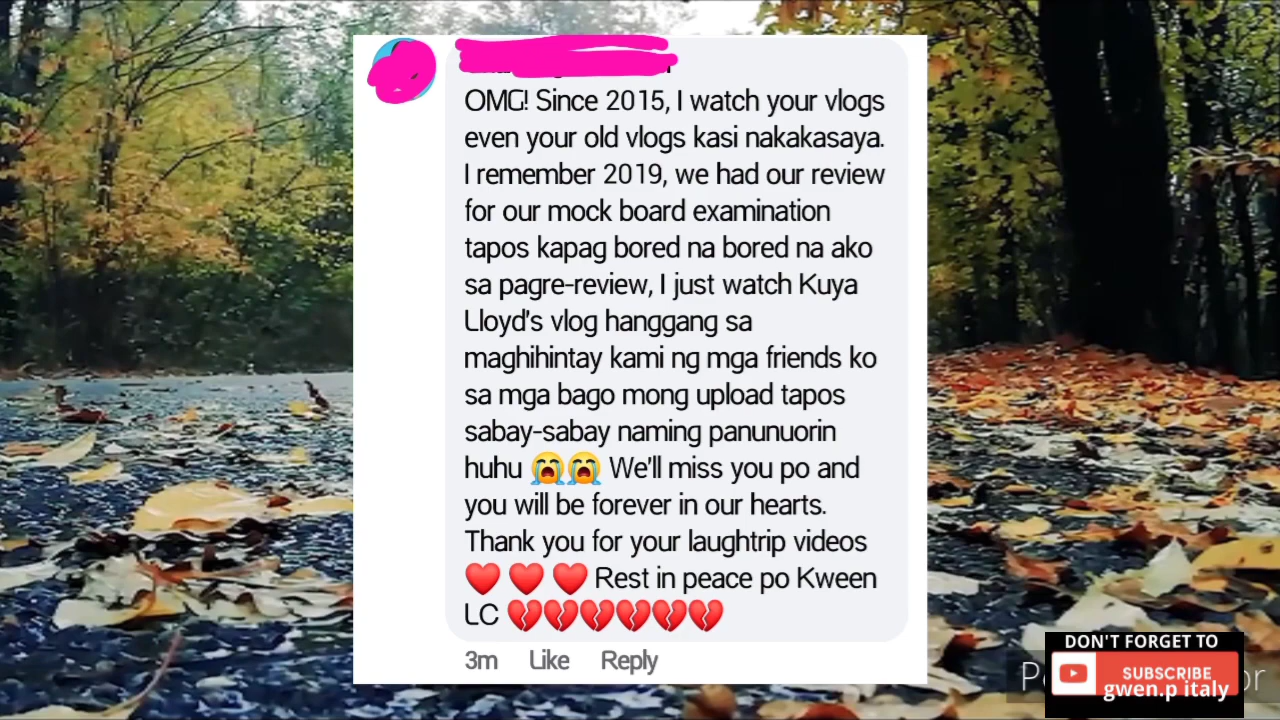 OMG! Since 2015, I watch your vlogs
even your old vlogs kasi nakakasaya.
I remember 2019, we had our review
for our mock board examination
tapos kapag bored na bored na ako
sa pagre-review, I just watch Kuya
Lloyd's vlog hanggang sa
maghihintay kami ng mga friends ko
sa mga bago mong upload tapos
sabay-sabay naming panunuorin
huhu 😭😭 We'll miss you po and
you will be forever in our hearts.
Thank you for your laughtrip videos
❤️ ❤️ ❤️ Rest in peace po Kween
LC 💔💔💔💔💔💔
3m Like Reply
DON'T FORGET TO
SUBSCRIBE
gwen.p italy